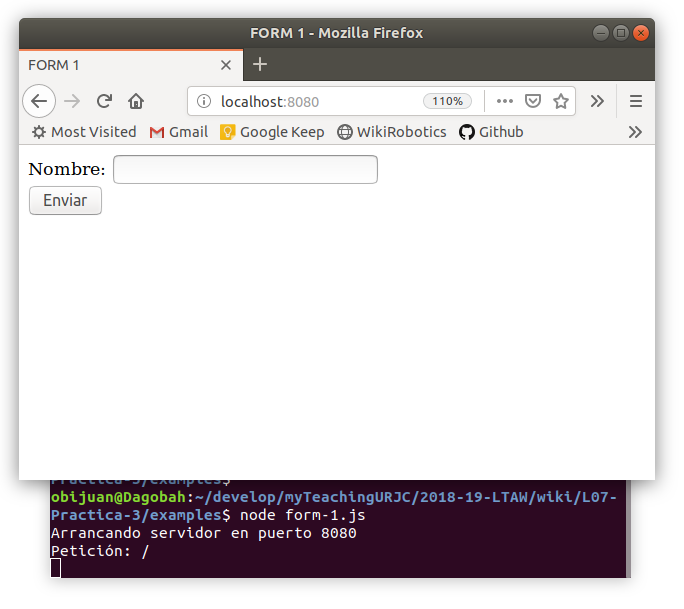 FORM 1 - Mozilla Firefox
FORM 1
localhost:8080 110%
Most Visited Gmail Google Keep WikiRobotics Github
Nombre:
Enviar
Practica-3/examples$
obijuan@Dagobah:~/develop/myTeachingURJC/2018-19-LTAW/wiki/L07-
Practica-3/examples$ node form-1.js
Arrancando servidor en puerto 8080
Petición: /